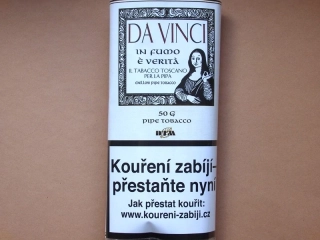 DA VINCI
IN FUMO
È VERITÀ
IL TABACCO TOSCANO
PER LA PIPA
50 G
PIPE TOBACCO
DTM
Kouření zabíjí–
přestaňte nyní
Jak přestat kouřit:
www.koureni-zabiji.cz